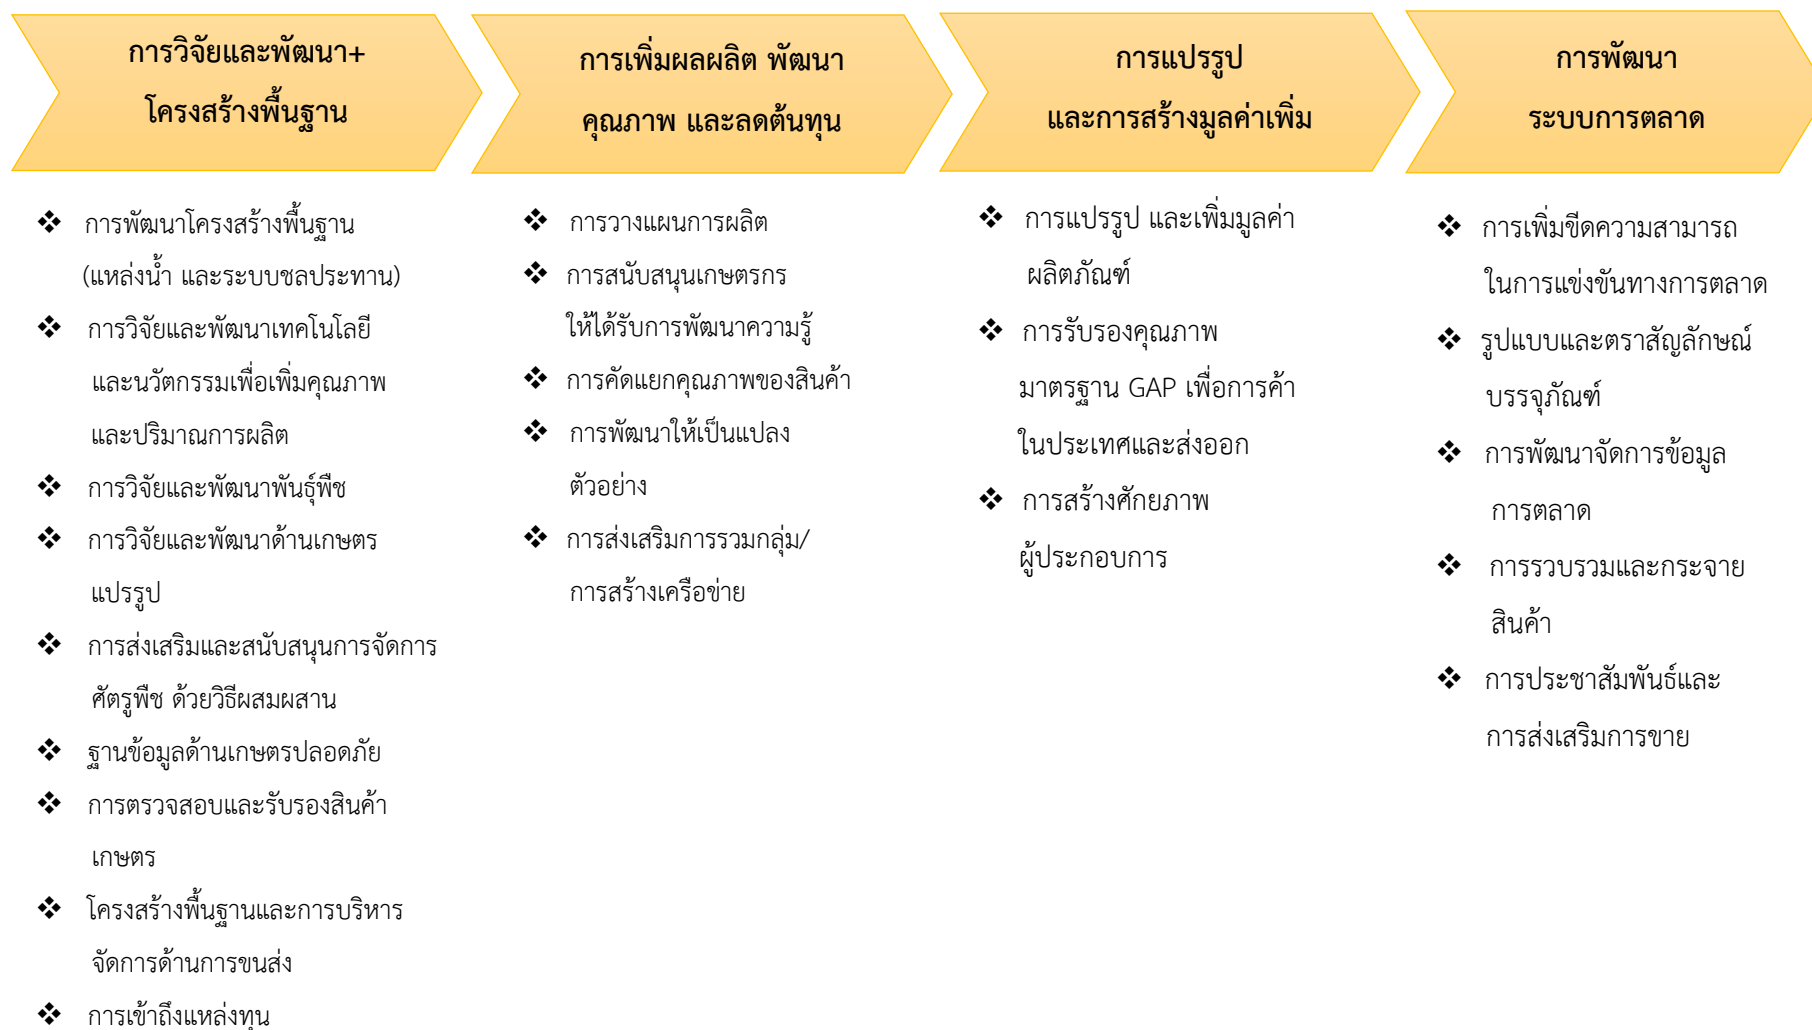 การวิจัยและพัฒนา+
โครงสร้างพื้นฐาน
❖ การพัฒนาโครงสร้างพื้นฐาน
(แหล่งน้ำ และระบบชลประทาน)
❖ การวิจัยและพัฒนาเทคโนโลยี
และนวัตกรรมเพื่อเพิ่มคุณภาพ
และปริมาณการผลิต
❖ การวิจัยและพัฒนาพันธุ์พืช
❖ การวิจัยและพัฒนาด้านเกษตร
แปรรูป
❖ การส่งเสริมและสนับสนุนการจัดการ
ศัตรูพืช ด้วยวิธีผสมผสาน
❖ ฐานข้อมูลด้านเกษตรปลอดภัย
❖ การตรวจสอบและรับรองสินค้า
เกษตร
❖ โครงสร้างพื้นฐานและการบริหาร
จัดการด้านการขนส่ง
❖ การเข้าถึงแหล่งทุน
การเพิ่มผลผลิต พัฒนา
คุณภาพ และลดต้นทุน
❖ การวางแผนการผลิต
❖ การสนับสนุนเกษตรกร
ให้ได้รับการพัฒนาความรู้
❖ การคัดแยกคุณภาพของสินค้า
❖ การพัฒนาให้เป็นแปลง
ตัวอย่าง
❖ การส่งเสริมการรวมกลุ่ม/
การสร้างเครือข่าย
การแปรรูป
และการสร้างมูลค่าเพิ่ม
❖ การแปรรูป และเพิ่มมูลค่า
ผลิตภัณฑ์
❖ การรับรองคุณภาพ
มาตรฐาน GAP เพื่อการค้า
ในประเทศและส่งออก
❖ การสร้างศักยภาพ
ผู้ประกอบการ
การพัฒนา
ระบบการตลาด
❖ การเพิ่มขีดความสามารถ
ในการแข่งขันทางการตลาด
❖ รูปแบบและตราสัญลักษณ์
บรรจุภัณฑ์
❖ การพัฒนาจัดการข้อมูล
การตลาด
❖ การรวบรวมและกระจาย
สินค้า
❖ การประชาสัมพันธ์และ
การส่งเสริมการขาย